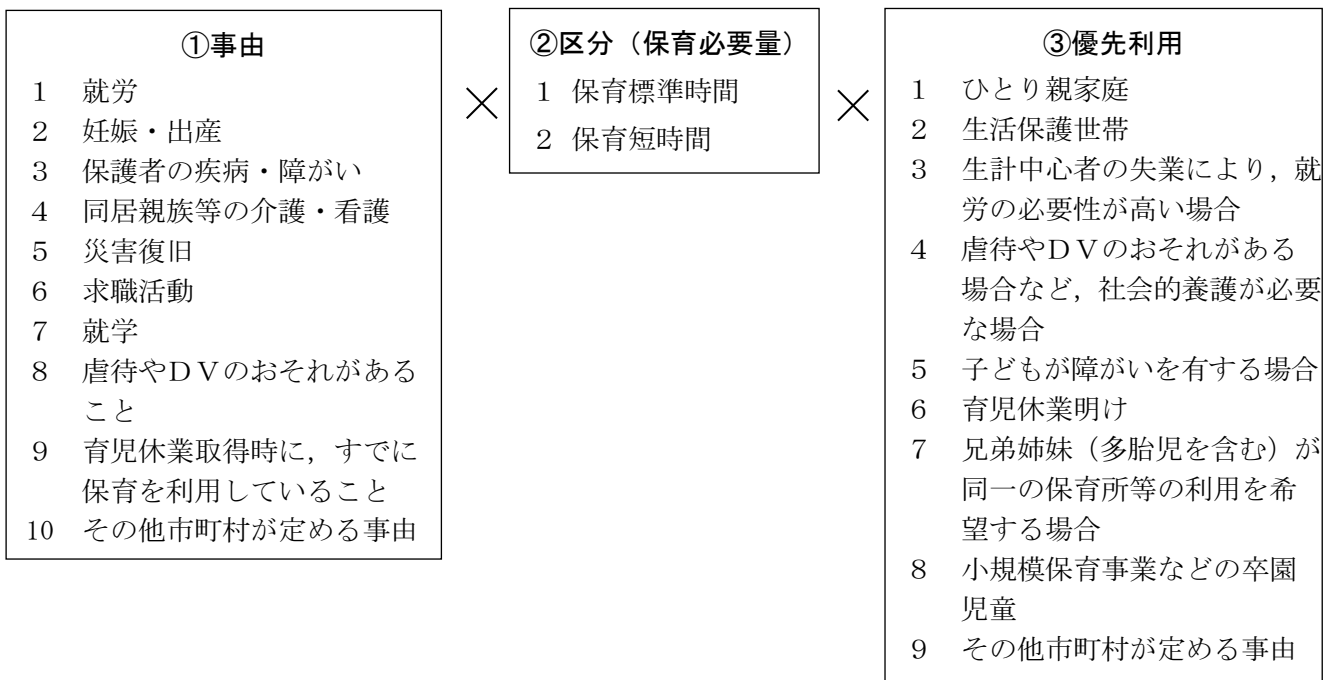 ①事由
1 就労
2 妊娠・出産
3 保護者の疾病・障がい
4 同居親族等の介護・看護
5 災害復旧
6 求職活動
7 就学
8 虐待やDVのおそれがある
こと
9 育児休業取得時に，すでに
保育を利用していること
10 その他市町村が定める事由
×
②区分（保育必要量）
1 保育標準時間
2 保育短時間
×
③優先利用
1 ひとり親家庭
2 生活保護世帯
3 生計中心者の失業により，就
労の必要性が高い場合
4 虐待やDVのおそれがある
場合など，社会的養護が必要
な場合
5 子どもが障がいを有する場合
6 育児休業明け
7 兄弟姉妹（多胎児を含む）が
同一の保育所等の利用を希
望する場合
8 小規模保育事業などの卒園
児童
9 その他市町村が定める事由